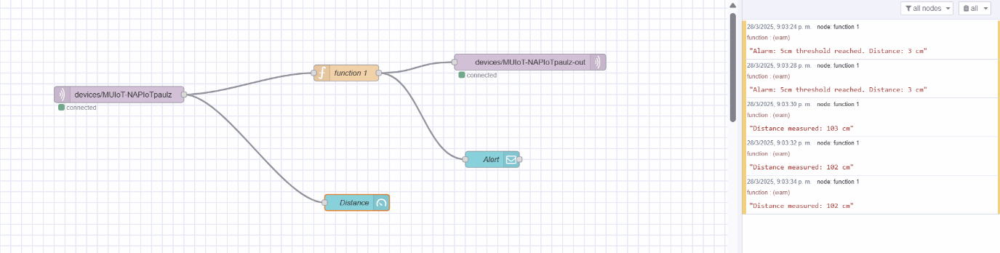 all nodes
all
devices/MUIoT-NAPIoTpaulz
connected
function 1
devices/MUIoT-NAPIoTpaulz-out
connected
Alert
Distance
28/3/2025, 9:03:24 p. m. node: function 1
function : (warn)
"Alarm: 5cm threshold reached. Distance: 3 cm"
28/3/2025, 9:03:28 p. m. node: function 1
function : (warn)
"Alarm: 5cm threshold reached. Distance: 3 cm"
28/3/2025, 9:03:30 p. m. node: function 1
function : (warn)
"Distance measured: 103 cm"
28/3/2025, 9:03:32 p. m. node: function 1
function : (warn)
"Distance measured: 102 cm"
28/3/2025, 9:03:34 p. m. node: function 1
function : (warn)
"Distance measured: 102 cm"